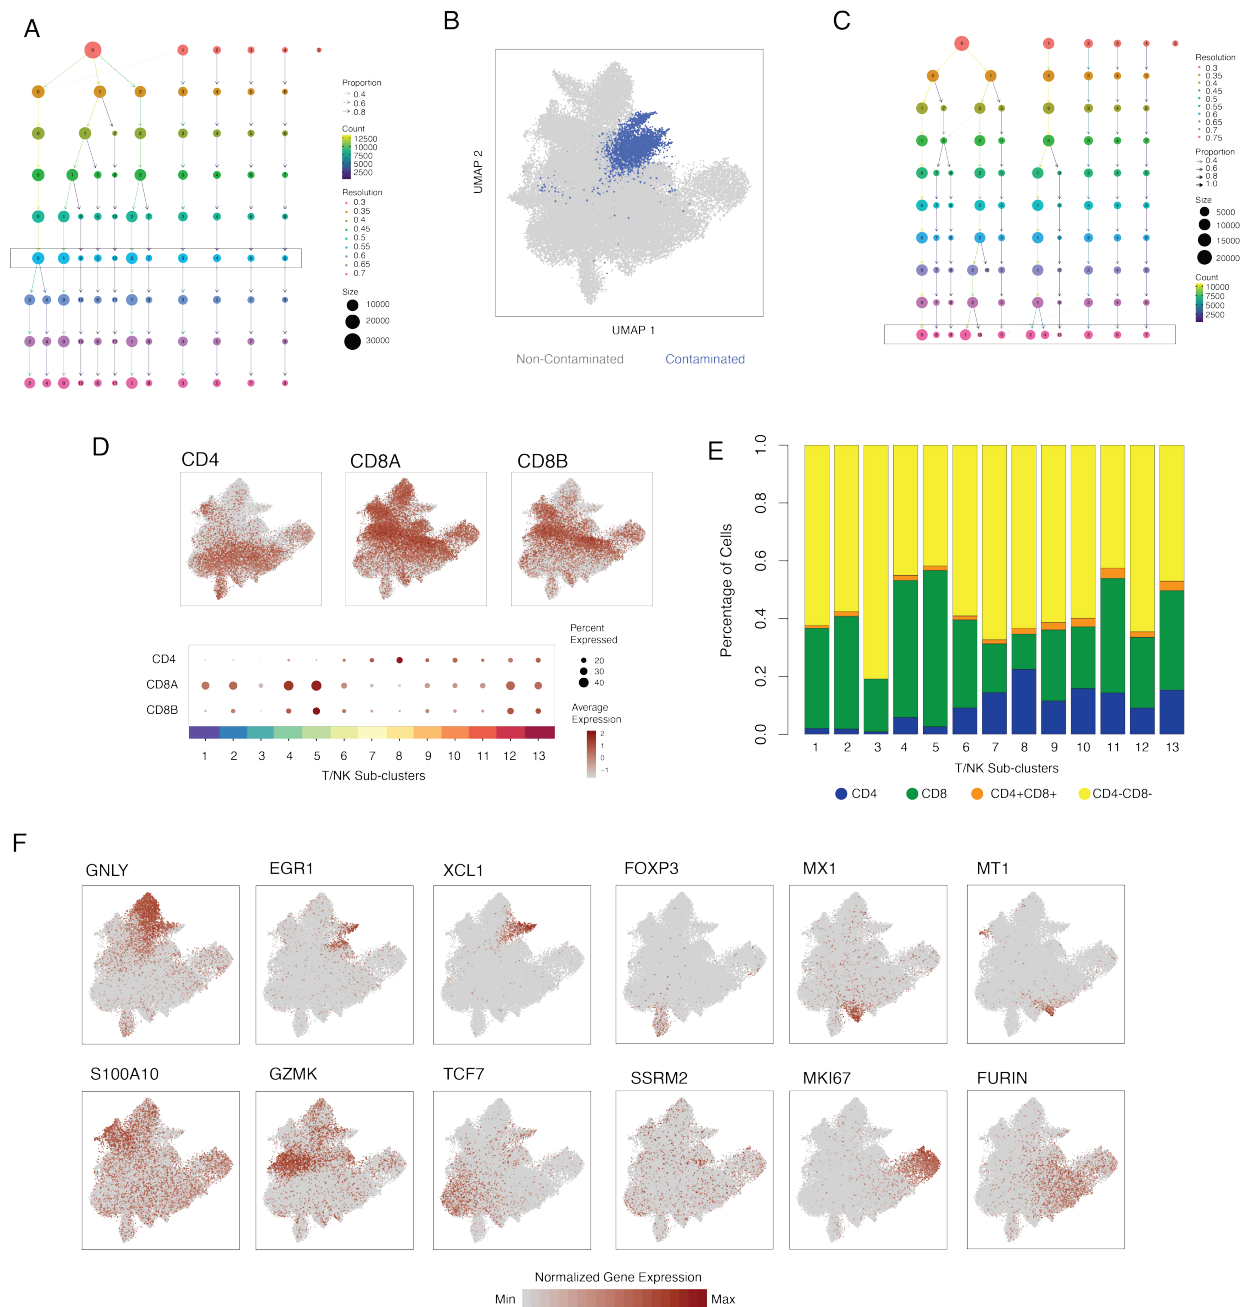 A
B
C
Proportion
0.4
0.6
0.8
Count
12500
10000
7500
5000
2500
Resolution
0.3
0.35
0.4
0.45
0.5
0.55
0.6
0.65
0.7
Size
10000
20000
30000
UMAP 2
UMAP 1
Non-Contaminated
Contaminated
Resolution
0.3
0.35
0.4
0.45
0.5
0.55
0.6
0.65
0.7
0.75
Proportion
0.4
0.6
0.8
1.0
Size
5000
10000
15000
20000
Count
10000
7500
5000
2500
D
CD4 CD8A CD8B
Percent
Expressed
20
30
40
Average
Expression
2
1
0
−1
CD4
CD8A
CD8B
1 2 3 4 5 6 7 8 9 10 11 12 13
T/NK Sub-clusters
E
Percentage of Cells
1.0
0.8
0.6
0.4
0.2
0.0
1 2 3 4 5 6 7 8 9 10 11 12 13
T/NK Sub-clusters
CD4 CD8 CD4+CD8+ CD4-CD8-
F
GNLY EGR1 XCL1 FOXP3 MX1 MT1
S100A10 GZMK TCF7 SSRM2 MKI67 FURIN
Normalized Gene Expression
Min Max